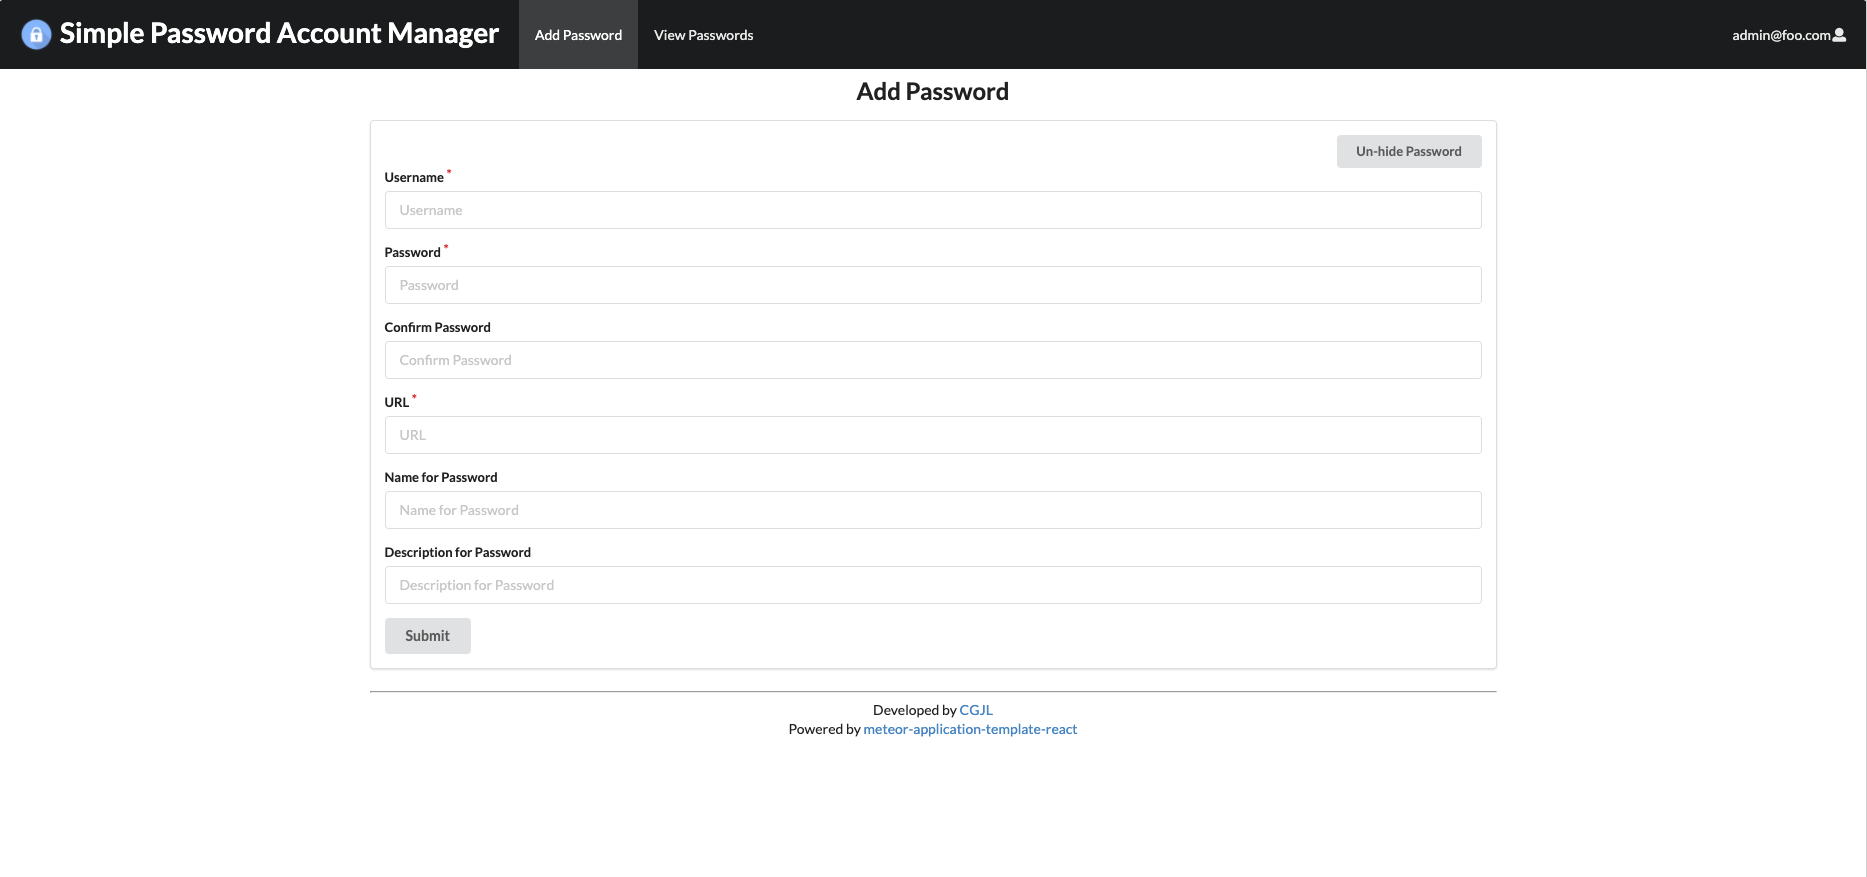 Simple Password Account Manager
Add Password
View Passwords
admin@foo.com
Add Password
Un-hide Password
Username *
Username
Password *
Password
Confirm Password
Confirm Password
URL *
URL
Name for Password
Name for Password
Description for Password
Description for Password
Submit
Developed by CGJL
Powered by meteor-application-template-react